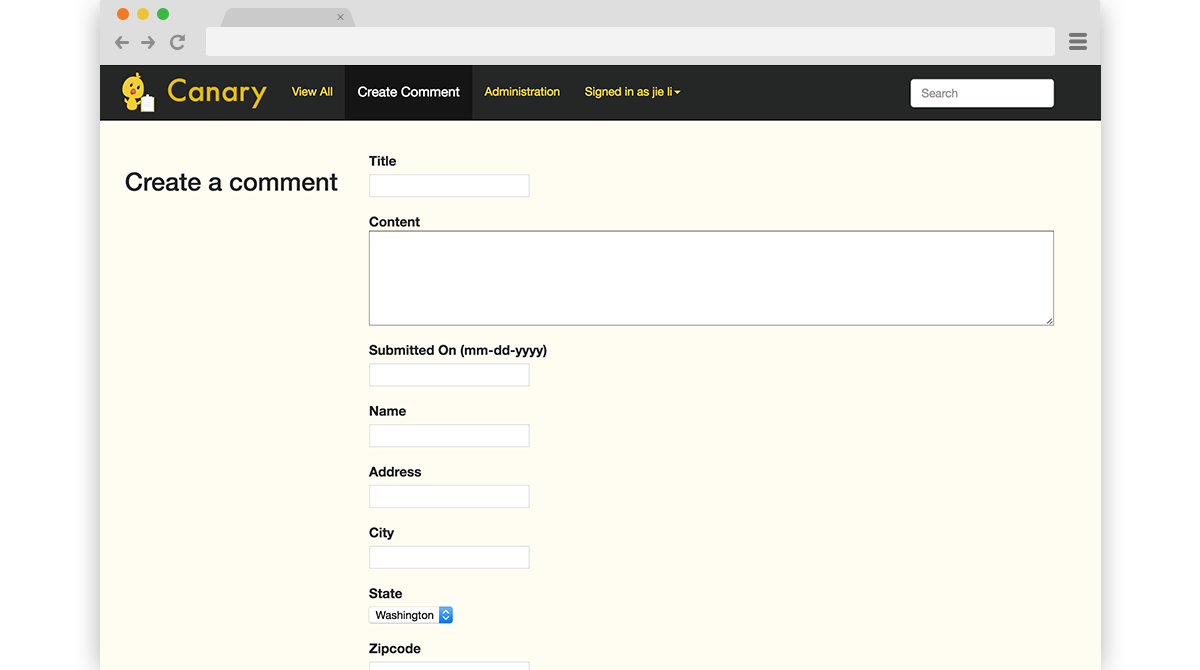 Canary
View All
Create Comment
Administration
Signed in as jie li
Search
Create a comment
Title
Content
Submitted On (mm-dd-yyyy)
Name
Address
City
State
Washington
Zipcode